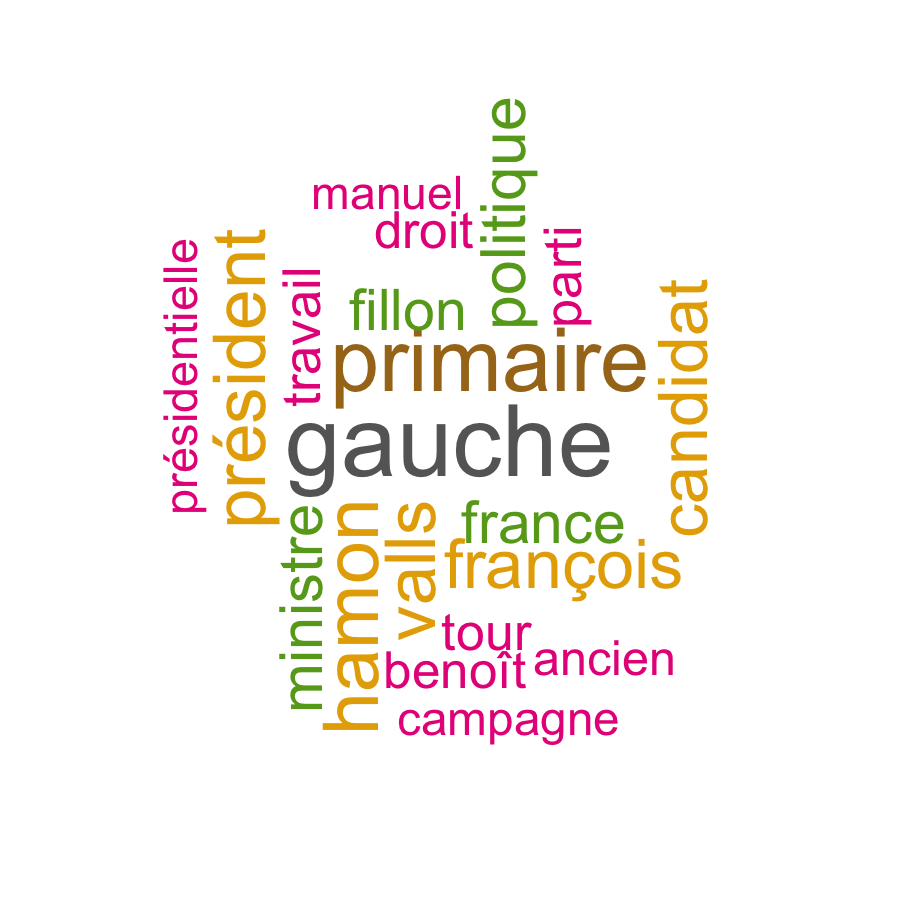 politique
manuel
droit
parti
présidentielle
président
travail
fillon
candidat
primaire
gauche
ministre
hamon
valls
france
françois
tour
benoît
ancien
campagne